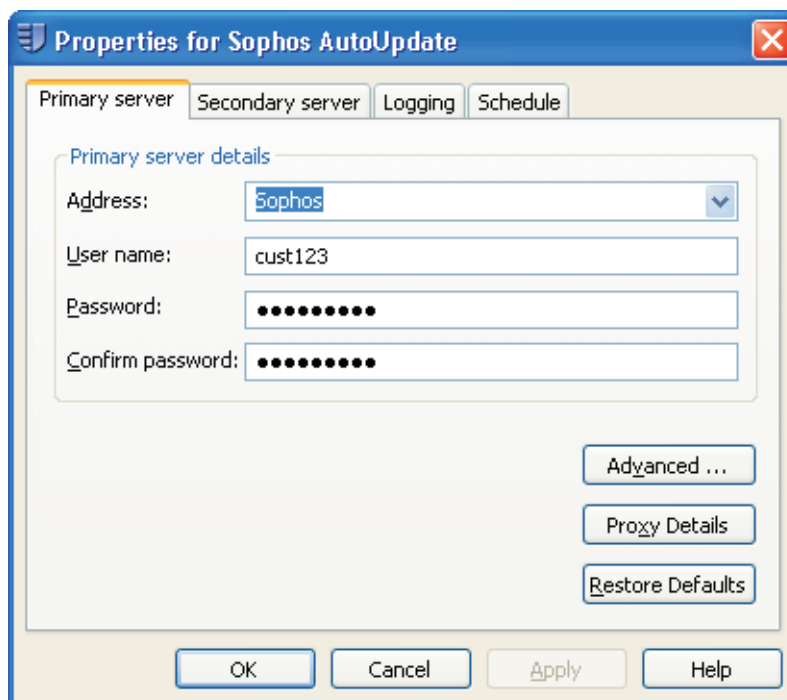 Properties for Sophos AutoUpdate
Primary server Secondary server Logging Schedule
Primary server details
Address: Sophos
User name: cust123
Password: •••••••••
Confirm password: •••••••••
Advanced ...
Proxy Details
Restore Defaults
OK Cancel Apply Help